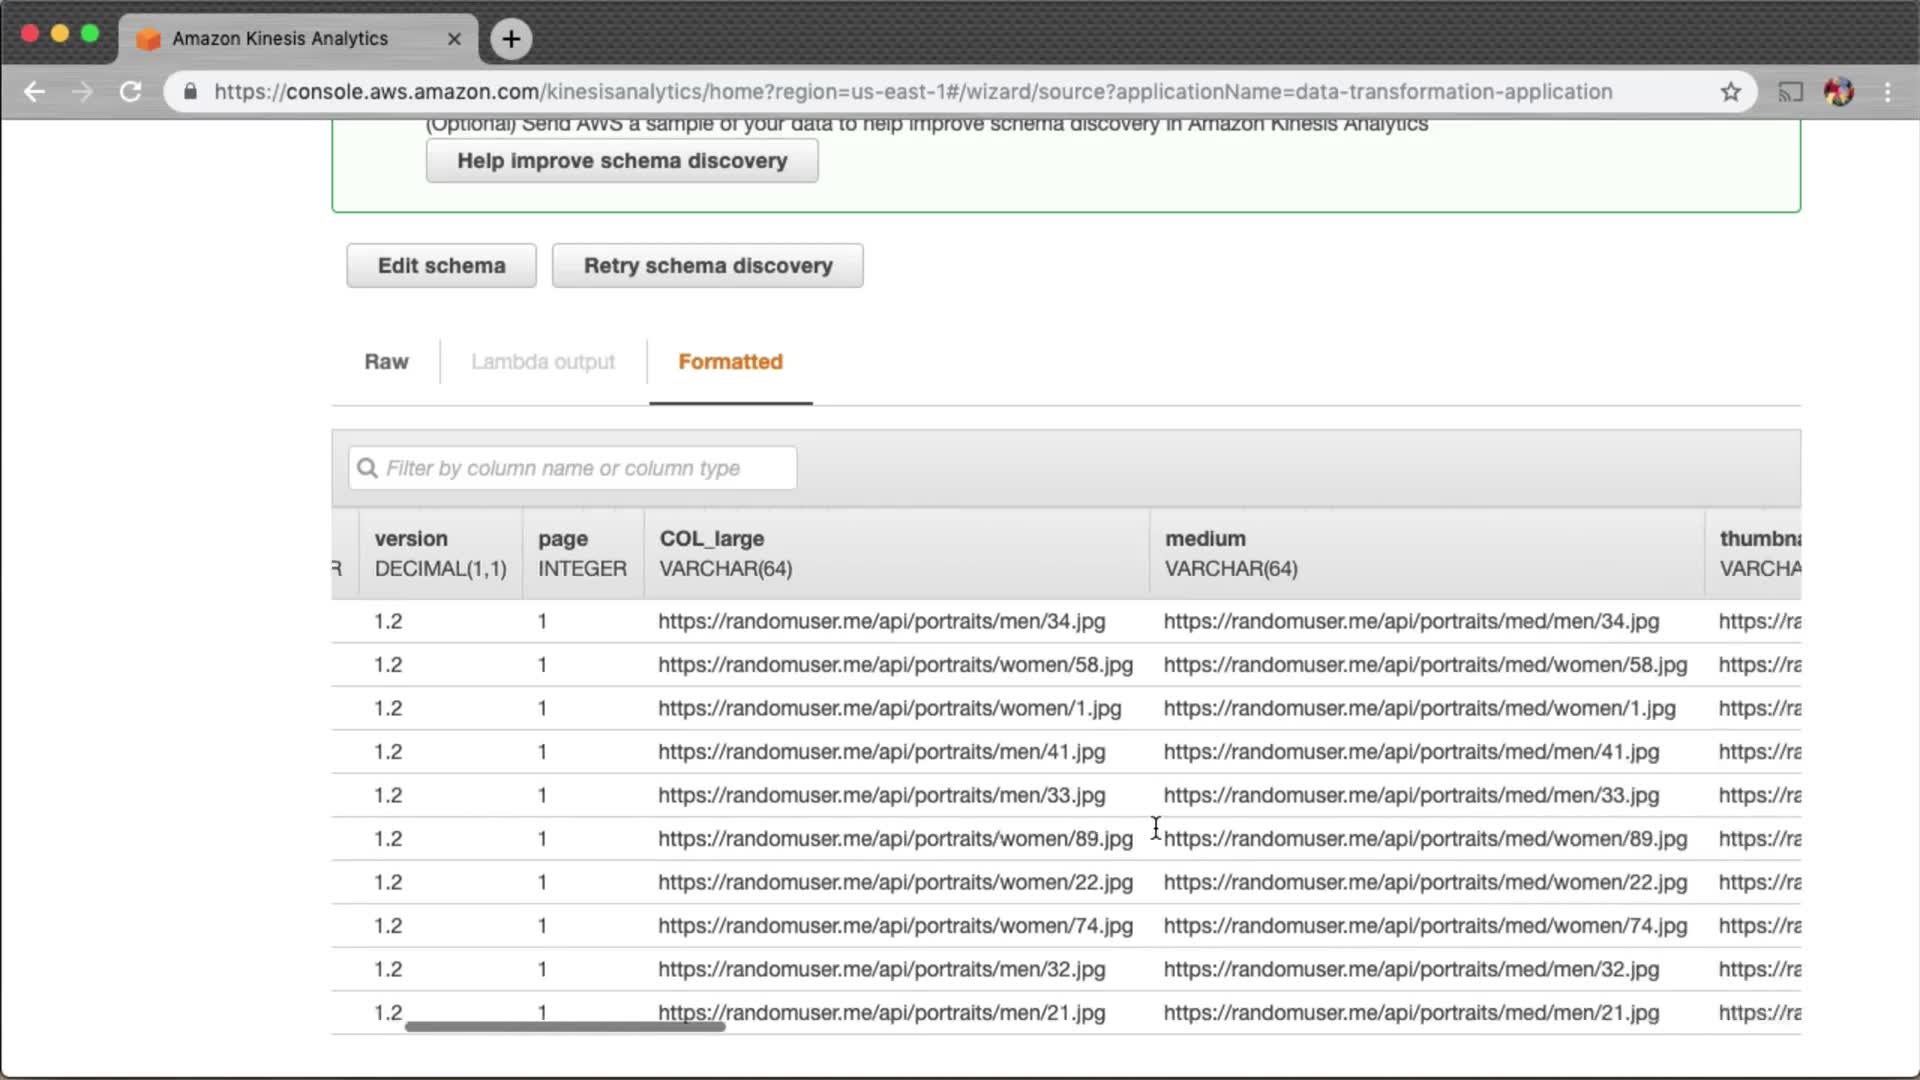 Amazon Kinesis Analytics
https://console.aws.amazon.com/kinesisanalytics/home?region=us-east-1#/wizard/source?applicationName=data-transformation-application
(Optional) Send AWS a sample of your data to help improve schema discovery in Amazon Kinesis Analytics
Help improve schema discovery
Edit schema Retry schema discovery
Raw Lambda output Formatted
Filter by column name or column type
version page COL_large medium thumbna
R DECIMAL(1,1) INTEGER VARCHAR(64) VARCHAR(64) VARCHA
1.2 1 https://randomuser.me/api/portraits/men/34.jpg https://randomuser.me/api/portraits/med/men/34.jpg https://ra
1.2 1 https://randomuser.me/api/portraits/women/58.jpg https://randomuser.me/api/portraits/med/women/58.jpg https://ra
1.2 1 https://randomuser.me/api/portraits/women/1.jpg https://randomuser.me/api/portraits/med/women/1.jpg https://ra
1.2 1 https://randomuser.me/api/portraits/men/41.jpg https://randomuser.me/api/portraits/med/men/41.jpg https://ra
1.2 1 https://randomuser.me/api/portraits/men/33.jpg https://randomuser.me/api/portraits/med/men/33.jpg https://ra
1.2 1 https://randomuser.me/api/portraits/women/89.jpg https://randomuser.me/api/portraits/med/women/89.jpg https://ra
1.2 1 https://randomuser.me/api/portraits/women/22.jpg https://randomuser.me/api/portraits/med/women/22.jpg https://ra
1.2 1 https://randomuser.me/api/portraits/women/74.jpg https://randomuser.me/api/portraits/med/women/74.jpg https://ra
1.2 1 https://randomuser.me/api/portraits/men/32.jpg https://randomuser.me/api/portraits/med/men/32.jpg https://ra
1.2 1 https://randomuser.me/api/portraits/men/21.jpg https://randomuser.me/api/portraits/med/men/21.jpg https://ra